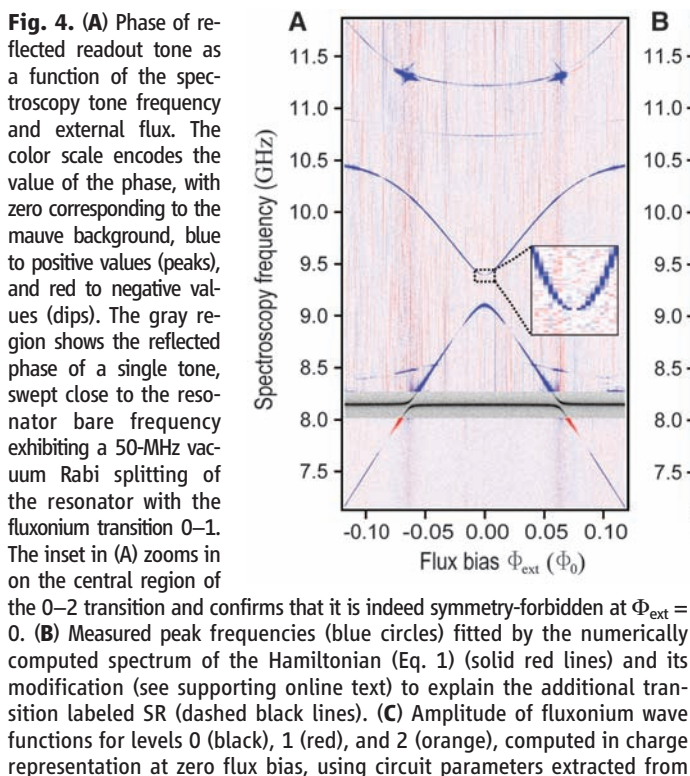 Fig. 4. (A) Phase of re-
flected readout tone as
a function of the spec-
troscopy tone frequency
and external flux. The
color scale encodes the
value of the phase, with
zero corresponding to the
mauve background, blue
to positive values (peaks),
and red to negative val-
ues (dips). The gray re-
gion shows the reflected
phase of a single tone,
swept close to the reso-
nator bare frequency
exhibiting a 50-MHz vac-
uum Rabi splitting of
the resonator with the
fluxonium transition 0–1.
The inset in (A) zooms in
on the central region of
the 0–2 transition and confirms that it is indeed symmetry-forbidden at Φext =
0. (B) Measured peak frequencies (blue circles) fitted by the numerically
computed spectrum of the Hamiltonian (Eq. 1) (solid red lines) and its
modification (see supporting online text) to explain the additional tran-
sition labeled SR (dashed black lines). (C) Amplitude of fluxonium wave
functions for levels 0 (black), 1 (red), and 2 (orange), computed in charge
representation at zero flux bias, using circuit parameters extracted from
A
Spectroscopy frequency (GHz)
11.5
11.0
10.5
10.0
9.5
9.0
8.5
8.0
7.5
-0.10 -0.05 0.00 0.05 0.10
Flux bias Φext (Φ0)
B
11.5
11.0
10.5
10.0
9.5
9.0
8.5
8.0
7.5